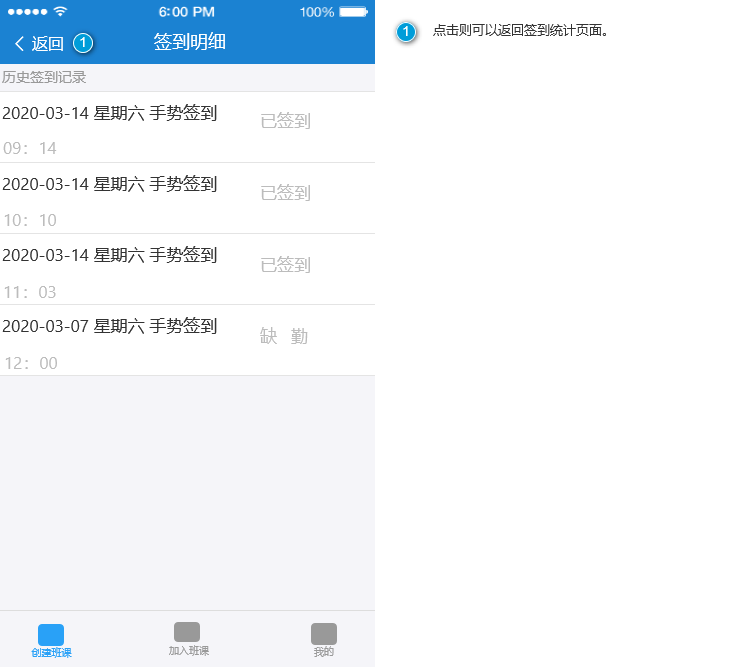 6:00 PM 100%
返回 1 签到明细
历史签到记录
2020-03-14 星期六 手势签到 已签到
09：14
2020-03-14 星期六 手势签到 已签到
10：10
2020-03-14 星期六 手势签到 已签到
11：03
2020-03-07 星期六 手势签到 缺 勤
12：00
创建班课 加入班课 我的
1 点击则可以返回签到统计页面。